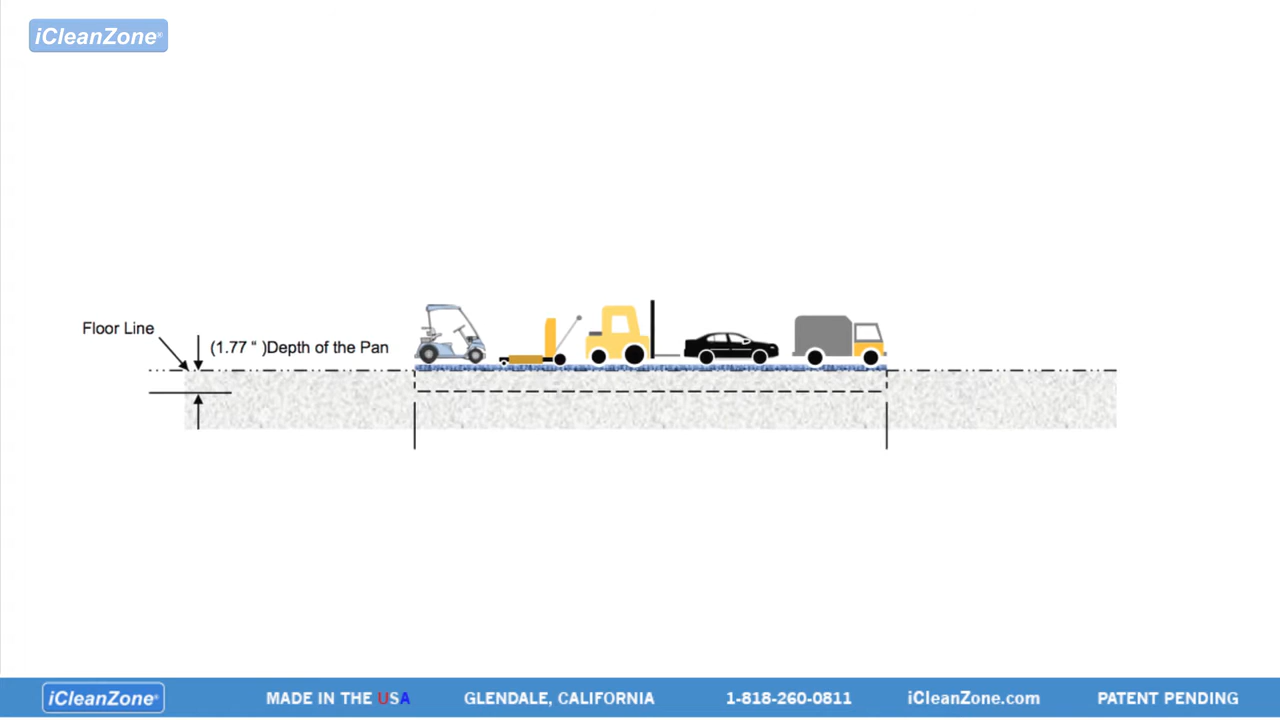 iCleanZone®
Floor Line
(1.77 “ )Depth of the Pan
iCleanZone® MADE IN THE USA GLENDALE, CALIFORNIA 1-818-260-0811 iCleanZone.com PATENT PENDING